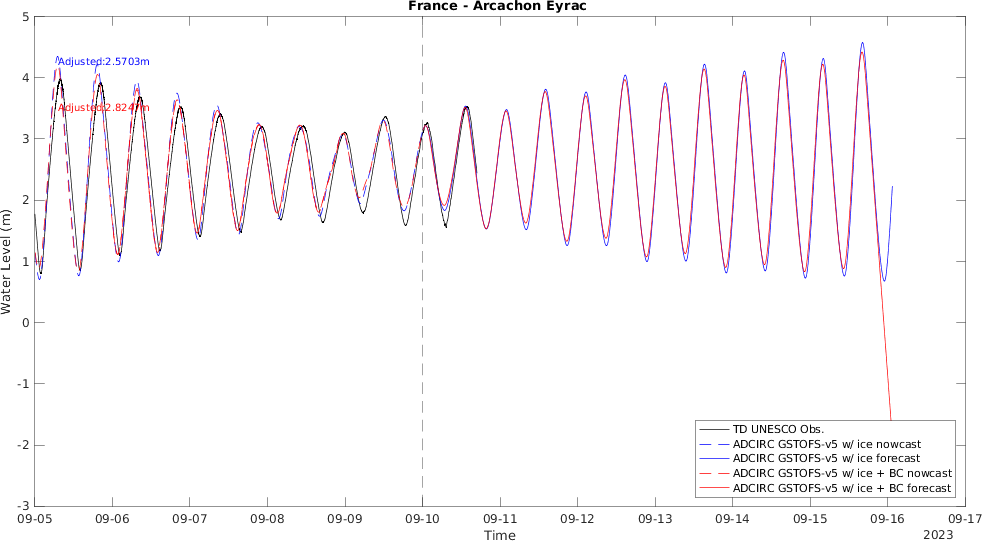 France - Arcachon Eyrac
5
4
3
2
1
0
-1
-2
-3
Water Level (m)
Adjusted:2.5703m
Adjusted:2.824 m
TD UNESCO Obs.
ADCIRC GSTOFS-v5 w/ ice nowcast
ADCIRC GSTOFS-v5 w/ ice forecast
ADCIRC GSTOFS-v5 w/ ice + BC nowcast
ADCIRC GSTOFS-v5 w/ ice + BC forecast
09-05 09-06 09-07 09-08 09-09 09-10 09-11 09-12 09-13 09-14 09-15 09-16 09-17
Time
2023